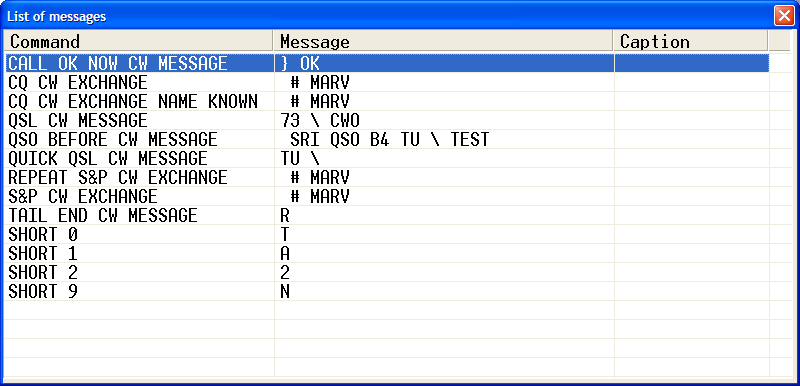 List of messages
Command Message Caption
CALL OK NOW CW MESSAGE } OK
CQ CW EXCHANGE # MARV
CQ CW EXCHANGE NAME KNOWN # MARV
QSL CW MESSAGE 73 \ CWO
QSO BEFORE CW MESSAGE SRI QSO B4 TU \ TEST
QUICK QSL CW MESSAGE TU \
REPEAT S&P CW EXCHANGE # MARV
S&P CW EXCHANGE # MARV
TAIL END CW MESSAGE R
SHORT 0 T
SHORT 1 A
SHORT 2 2
SHORT 9 N